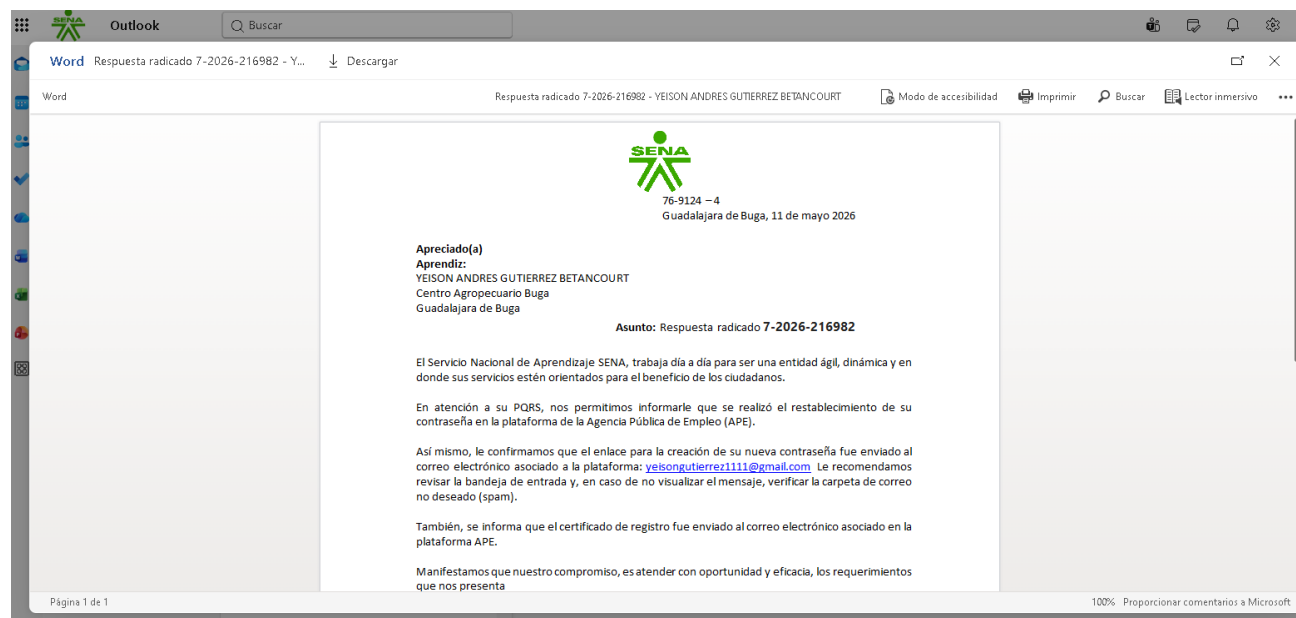 SENA
Outlook
Buscar
Word Respuesta radicado 7-2026-216982 - Y... Descargar
Word
Respuesta radicado 7-2026-216982 - YEISON ANDRES GUTIERREZ BETANCOURT
Modo de accesibilidad Imprimir Buscar Lector inmersivo ...
SENA
76-9124 – 4
Guadalajara de Buga, 11 de mayo 2026
Apreciado(a)
Aprendiz:
YEISON ANDRES GUTIERREZ BETANCOURT
Centro Agropecuario Buga
Guadalajara de Buga
Asunto: Respuesta radicado 7-2026-216982
El Servicio Nacional de Aprendizaje SENA, trabaja día a día para ser una entidad ágil, dinámica y en
donde sus servicios estén orientados para el beneficio de los ciudadanos.
En atención a su PQRS, nos permitimos informarle que se realizó el restablecimiento de su
contraseña en la plataforma de la Agencia Pública de Empleo (APE).
Así mismo, le confirmamos que el enlace para la creación de su nueva contraseña fue enviado al
correo electrónico asociado a la plataforma: yeisongutierrez1111@gmail.com Le recomendamos
revisar la bandeja de entrada y, en caso de no visualizar el mensaje, verificar la carpeta de correo
no deseado (spam).
También, se informa que el certificado de registro fue enviado al correo electrónico asociado en la
plataforma APE.
Manifestamos que nuestro compromiso, es atender con oportunidad y eficacia, los requerimientos
que nos presenta
Página 1 de 1
100% Proporcionar comentarios a Microsoft